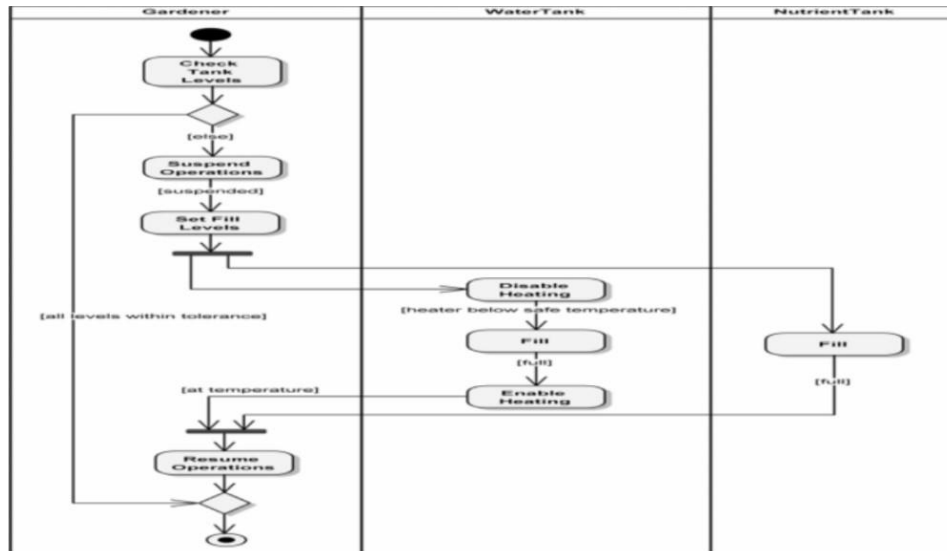 Gardener
WaterTank
NutrientTank
Check
Tank
Levels
[else]
Suspend
Operations
[suspended]
Set Fill
Levels
Disable
Heating
[heater below safe temperature]
[all levels within tolerance]
Fill
Fill
[full]
[full]
[at temperature]
Enable
Heating
Resume
Operations